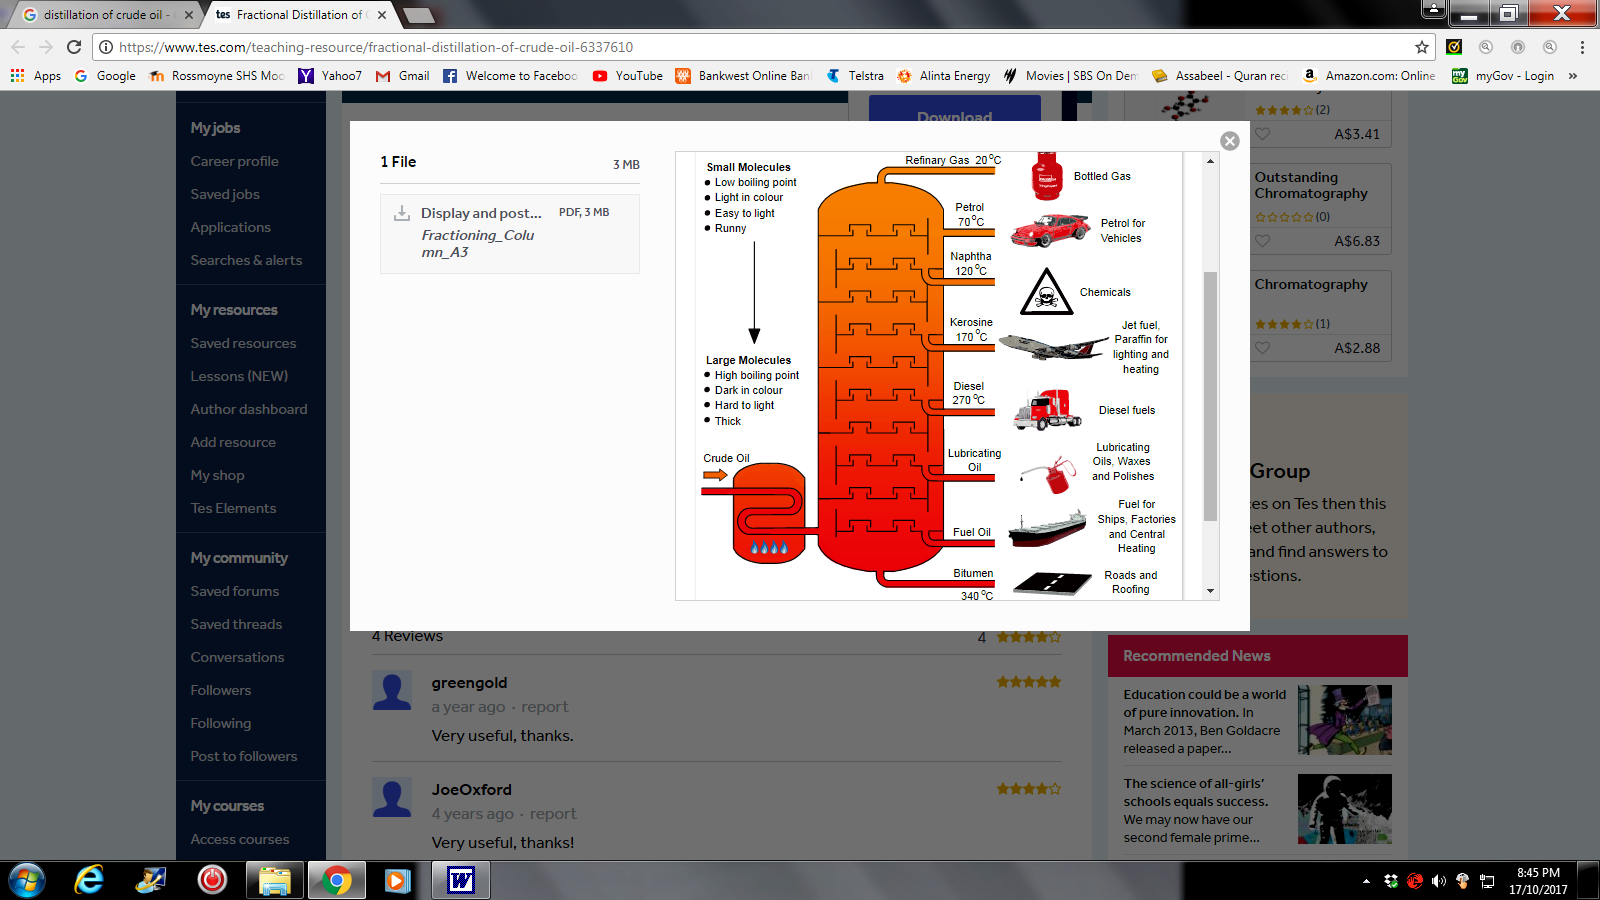 distillation of crude oil -
tes Fractional Distillation of
https://www.tes.com/teaching-resource/fractional-distillation-of-crude-oil-6337610
Apps Google Rossmoyne SHS Moo Yahoo7 Gmail Welcome to Faceboo YouTube Bankwest Online Ban Telstra Alinta Energy Movies | SBS On Dem Assabeel - Quran reci Amazon.com: Online myGov - Login »
My jobs
Career profile
Saved jobs
Applications
Searches & alerts
My resources
Saved resources
Lessons (NEW)
Author dashboard
Add resource
My shop
Tes Elements
My community
Saved forums
Saved threads
Conversations
Followers
Following
Post to followers
My courses
Access courses
Download
1 File 3 MB
Display and post... PDF, 3 MB
Fractioning_Colu
mn_A3
Small Molecules
Low boiling point
Light in colour
Easy to light
Runny
Large Molecules
High boiling point
Dark in colour
Hard to light
Thick
Crude Oil
Refinary Gas 20°C
Bottled Gas
Petrol
70°C
Petrol for
Vehicles
Naphtha
120°C
Chemicals
Kerosine
170°C
Jet fuel,
Paraffin for
lighting and
heating
Diesel
270°C
Diesel fuels
Lubricating
Oil
Lubricating
Oils, Waxes
and Polishes
Fuel Oil
Fuel for
Ships, Factories
and Central
Heating
Bitumen
340°C
Roads and
Roofing
4 Reviews 4
greengold
a year ago · report
Very useful, thanks.
JoeOxford
4 years ago · report
Very useful, thanks!
(2)
A$3.41
Outstanding
Chromatography
(0)
A$6.83
Chromatography
(1)
A$2.88
Group
ces on Tes then this
eet other authors,
and find answers to
stions.
Recommended News
Education could be a world
of pure innovation. In
March 2013, Ben Goldacre
released a paper...
The science of all-girls'
schools equals success.
We may now have our
second female prime...
8:45 PM
17/10/2017